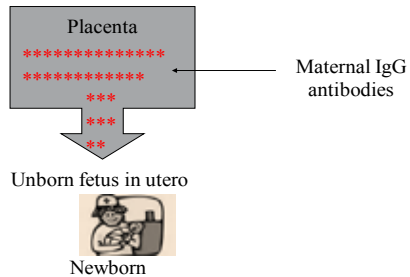 Placenta
**************
************
***
***
**
Maternal IgG
antibodies
Unborn fetus in utero
Newborn